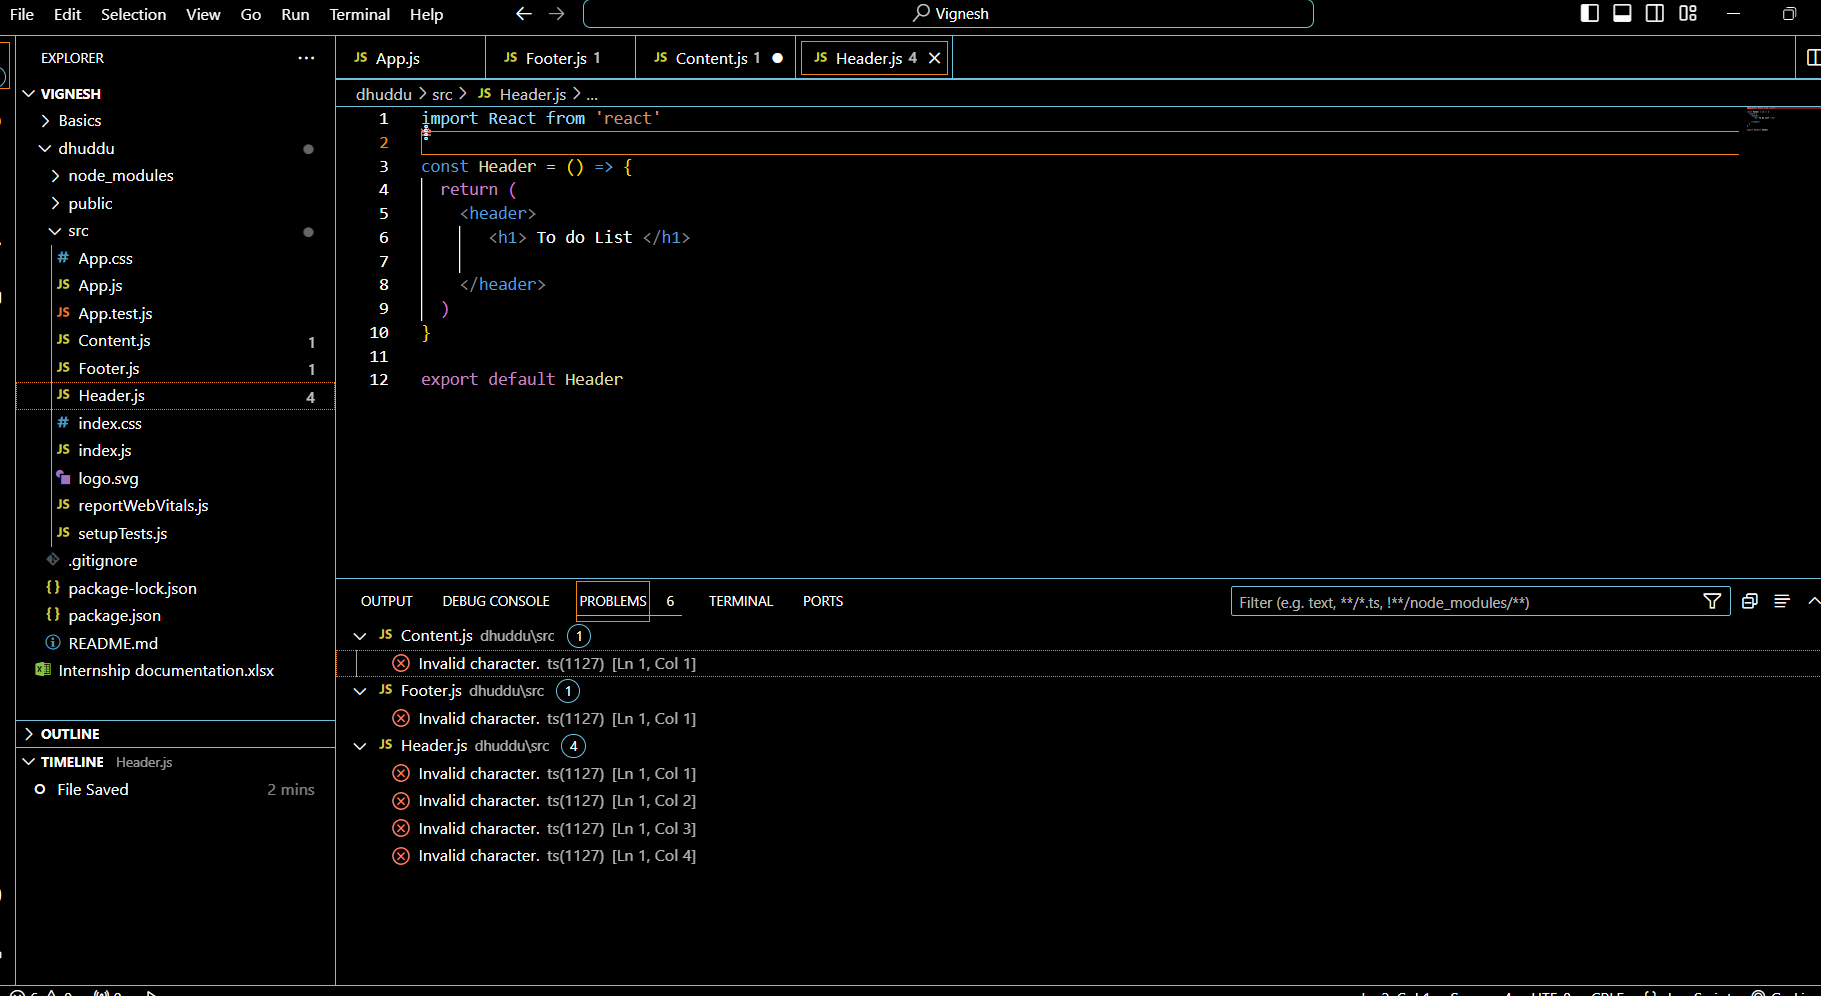 File Edit Selection View Go Run Terminal Help
Vignesh
EXPLORER
VIGNESH
Basics
dhuddu
node_modules
public
src
# App.css
JS App.js
JS App.test.js
JS Content.js 1
JS Footer.js 1
JS Header.js 4
# index.css
JS index.js
logo.svg
JS reportWebVitals.js
JS setupTests.js
.gitignore
{} package-lock.json
{} package.json
README.md
Internship documentation.xlsx
OUTLINE
TIMELINE Header.js
File Saved 2 mins
JS App.js JS Footer.js 1 JS Content.js 1 JS Header.js 4
dhuddu > src > JS Header.js > ...
1 import React from 'react'
2
3 const Header = () => {
4 return (
5 <header>
6 <h1> To do List </h1>
7
8 </header>
9 )
10 }
11
12 export default Header
OUTPUT DEBUG CONSOLE PROBLEMS 6 TERMINAL PORTS
Filter (e.g. text, **/*.ts, !**/node_modules/**)
JS Content.js dhuddu\src 1
Invalid character. ts(1127) [Ln 1, Col 1]
JS Footer.js dhuddu\src 1
Invalid character. ts(1127) [Ln 1, Col 1]
JS Header.js dhuddu\src 4
Invalid character. ts(1127) [Ln 1, Col 1]
Invalid character. ts(1127) [Ln 1, Col 2]
Invalid character. ts(1127) [Ln 1, Col 3]
Invalid character. ts(1127) [Ln 1, Col 4]